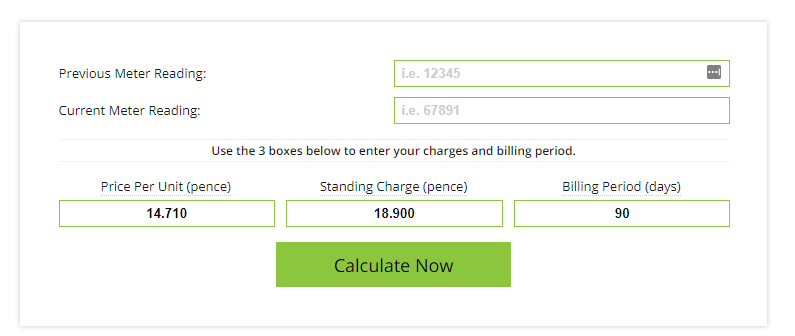 Previous Meter Reading:
i.e. 12345
Current Meter Reading:
i.e. 67891
Use the 3 boxes below to enter your charges and billing period.
Price Per Unit (pence)
Standing Charge (pence)
Billing Period (days)
14.710
18.900
90
Calculate Now